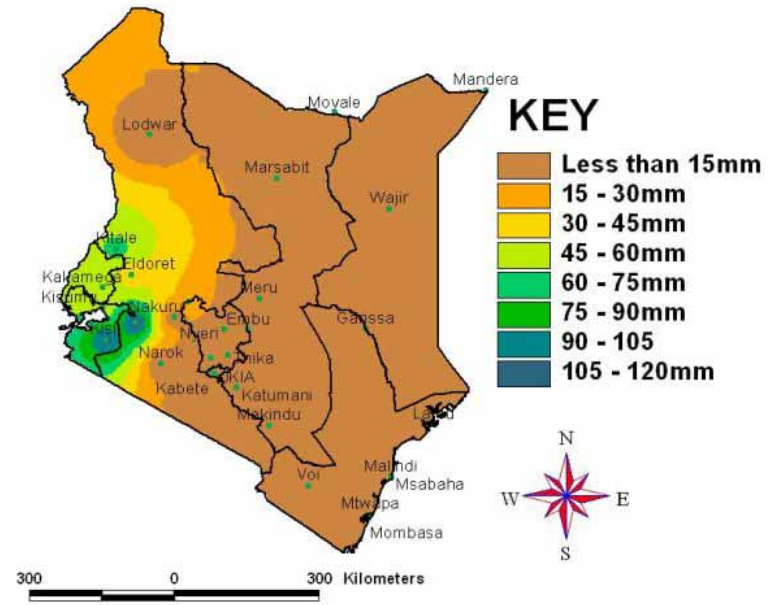 Mandera
Moyale
KEY
Lodwar
Less than 15mm
Marsabit
15 - 30mm
Wajir
30 - 45mm
Kitale
45 - 60mm
Eldoret
Kakamega
60 - 75mm
Meru
Kisumu
Nakuru
75 - 90mm
Embu
Garissa
Nyeri
90 - 105
Narok
Thika
105 - 120mm
JKIA
Kabete
Katumani
Makindu
Lamu
N
Malindi
Voi
Msabaha
W
E
Mtwapa
Mombasa
S
300 0 300 Kilometers